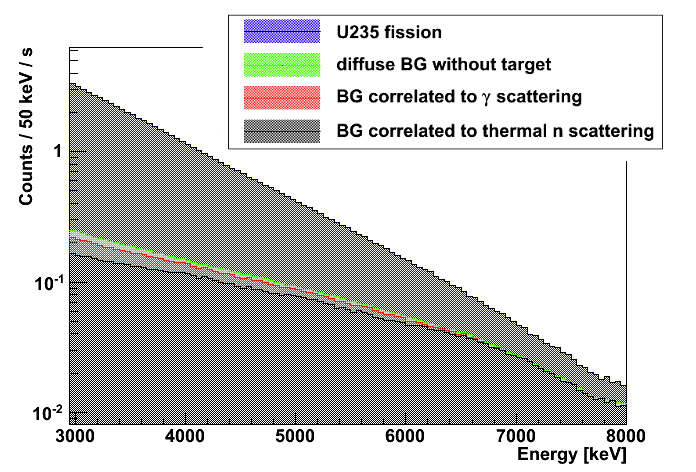 U235 fission
diffuse BG without target
BG correlated to γ scattering
BG correlated to thermal n scattering
Counts / 50 keV / s
1
10⁻¹
10⁻²
3000 4000 5000 6000 7000 8000
Energy [keV]